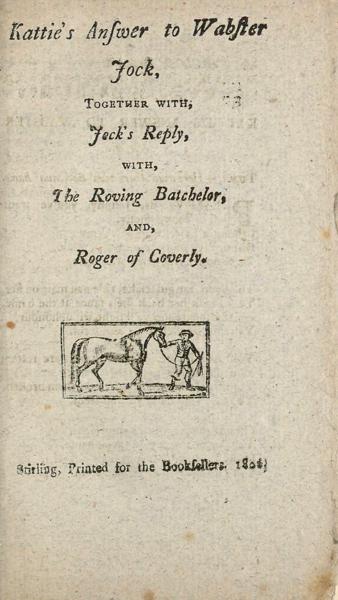 Kattie's Anſwer to Wabſter
Jock,
TOGETHER WITH,
Jock's Reply,
WITH,
The Roving Batchelor,
AND,
Roger of Coverly.
Stirling, Printed for the Bookſellers.